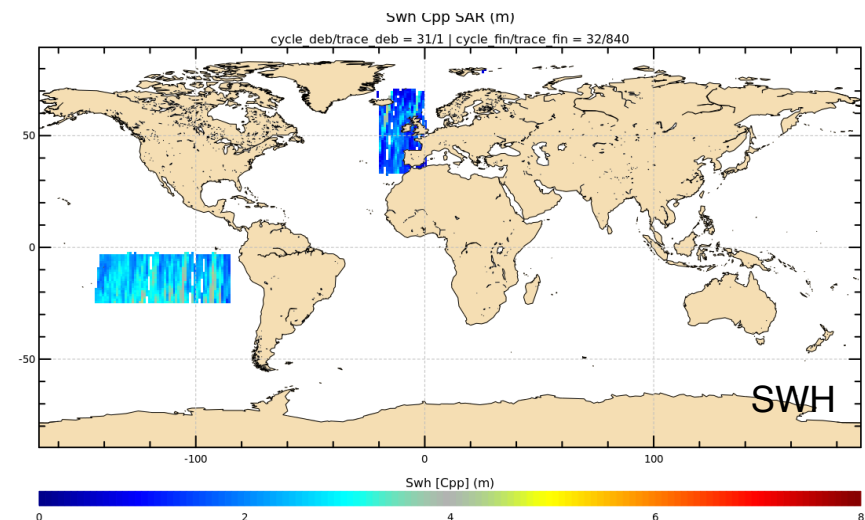 Swh Cpp SAR (m)
cycle_deb/trace_deb = 31/1 | cycle_fin/trace_fin = 32/840
50
0
-50
SWH
-100 0 100
Swh [Cpp] (m)
0 2 4 6 8